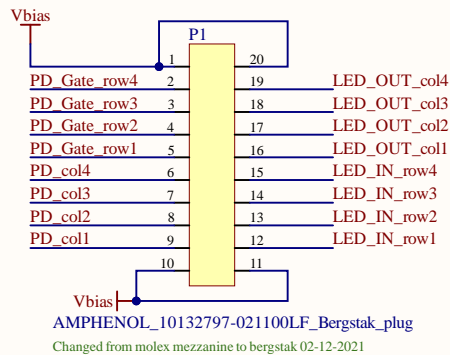 Vbias
P1
1 20
PD_Gate_row4 2 19 LED_OUT_col4
PD_Gate_row3 3 18 LED_OUT_col3
PD_Gate_row2 4 17 LED_OUT_col2
PD_Gate_row1 5 16 LED_OUT_col1
PD_col4 6 15 LED_IN_row4
PD_col3 7 14 LED_IN_row3
PD_col2 8 13 LED_IN_row2
PD_col1 9 12 LED_IN_row1
10 11
Vbias
AMPHENOL_10132797-021100LF_Bergstak_plug
Changed from molex mezzanine to bergstak 02-12-2021